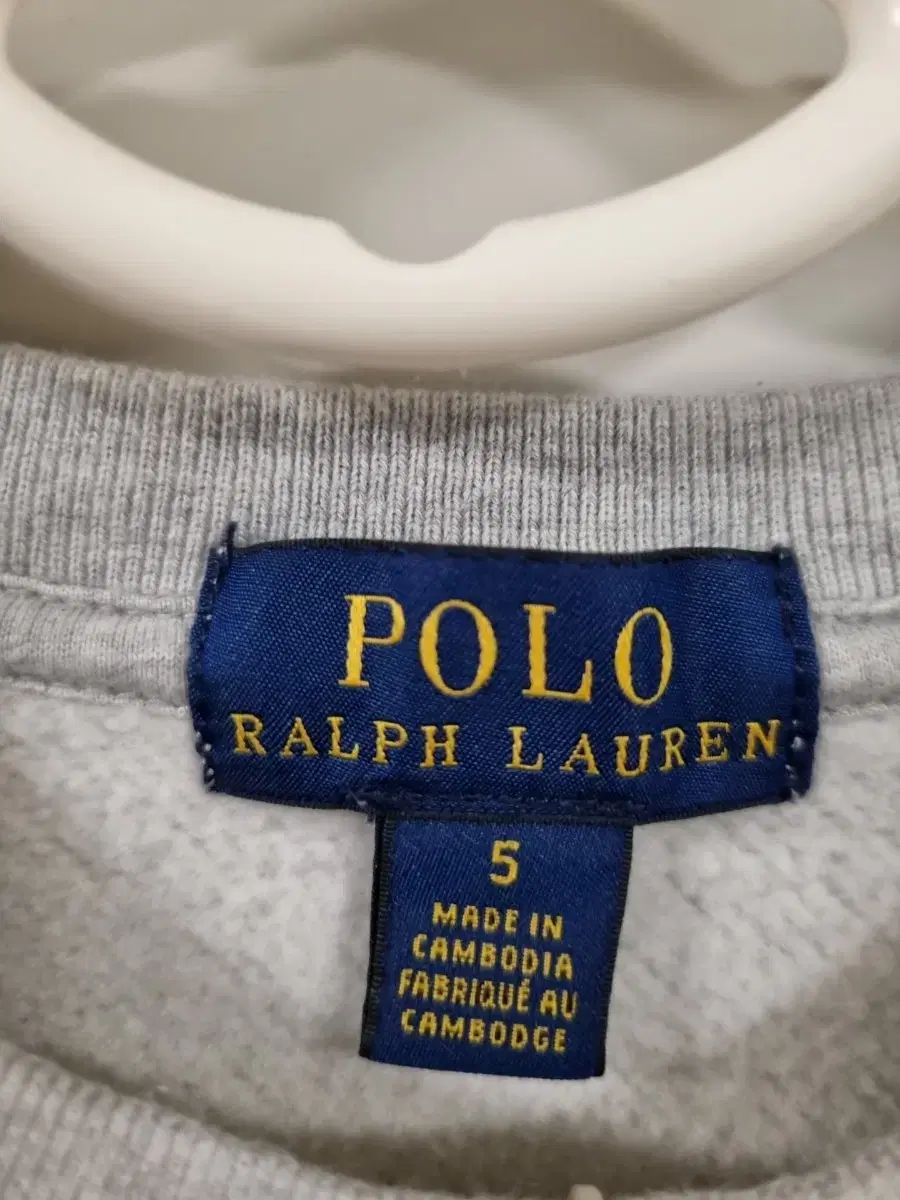 POLO
RALPH LAUREN
5
MADE IN
CAMBODIA
FABRIQUÉ AU
CAMBODGE